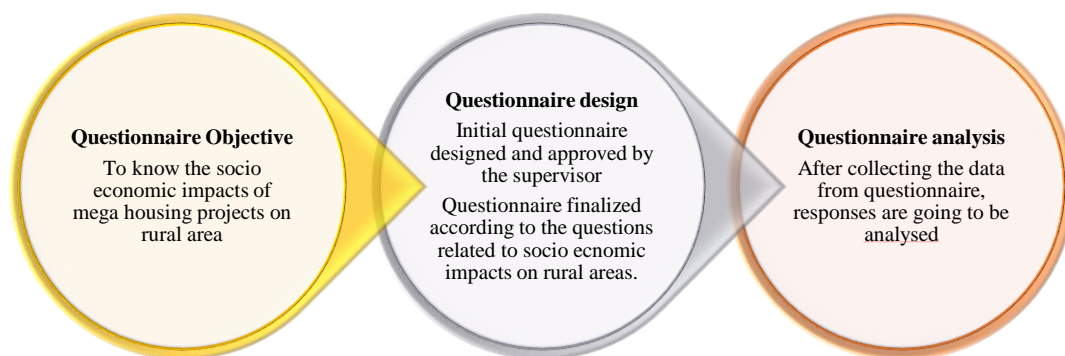 Questionnaire Objective
To know the socio
economic impacts of
mega housing projects on
rural area
Questionnaire design
Initial questionnaire
designed and approved by
the supervisor
Questionnaire finalized
according to the questions
related to socio ecnomic
impacts on rural areas.
Questionnaire analysis
After collecting the data
from questionnaire,
responses are going to be
analysed